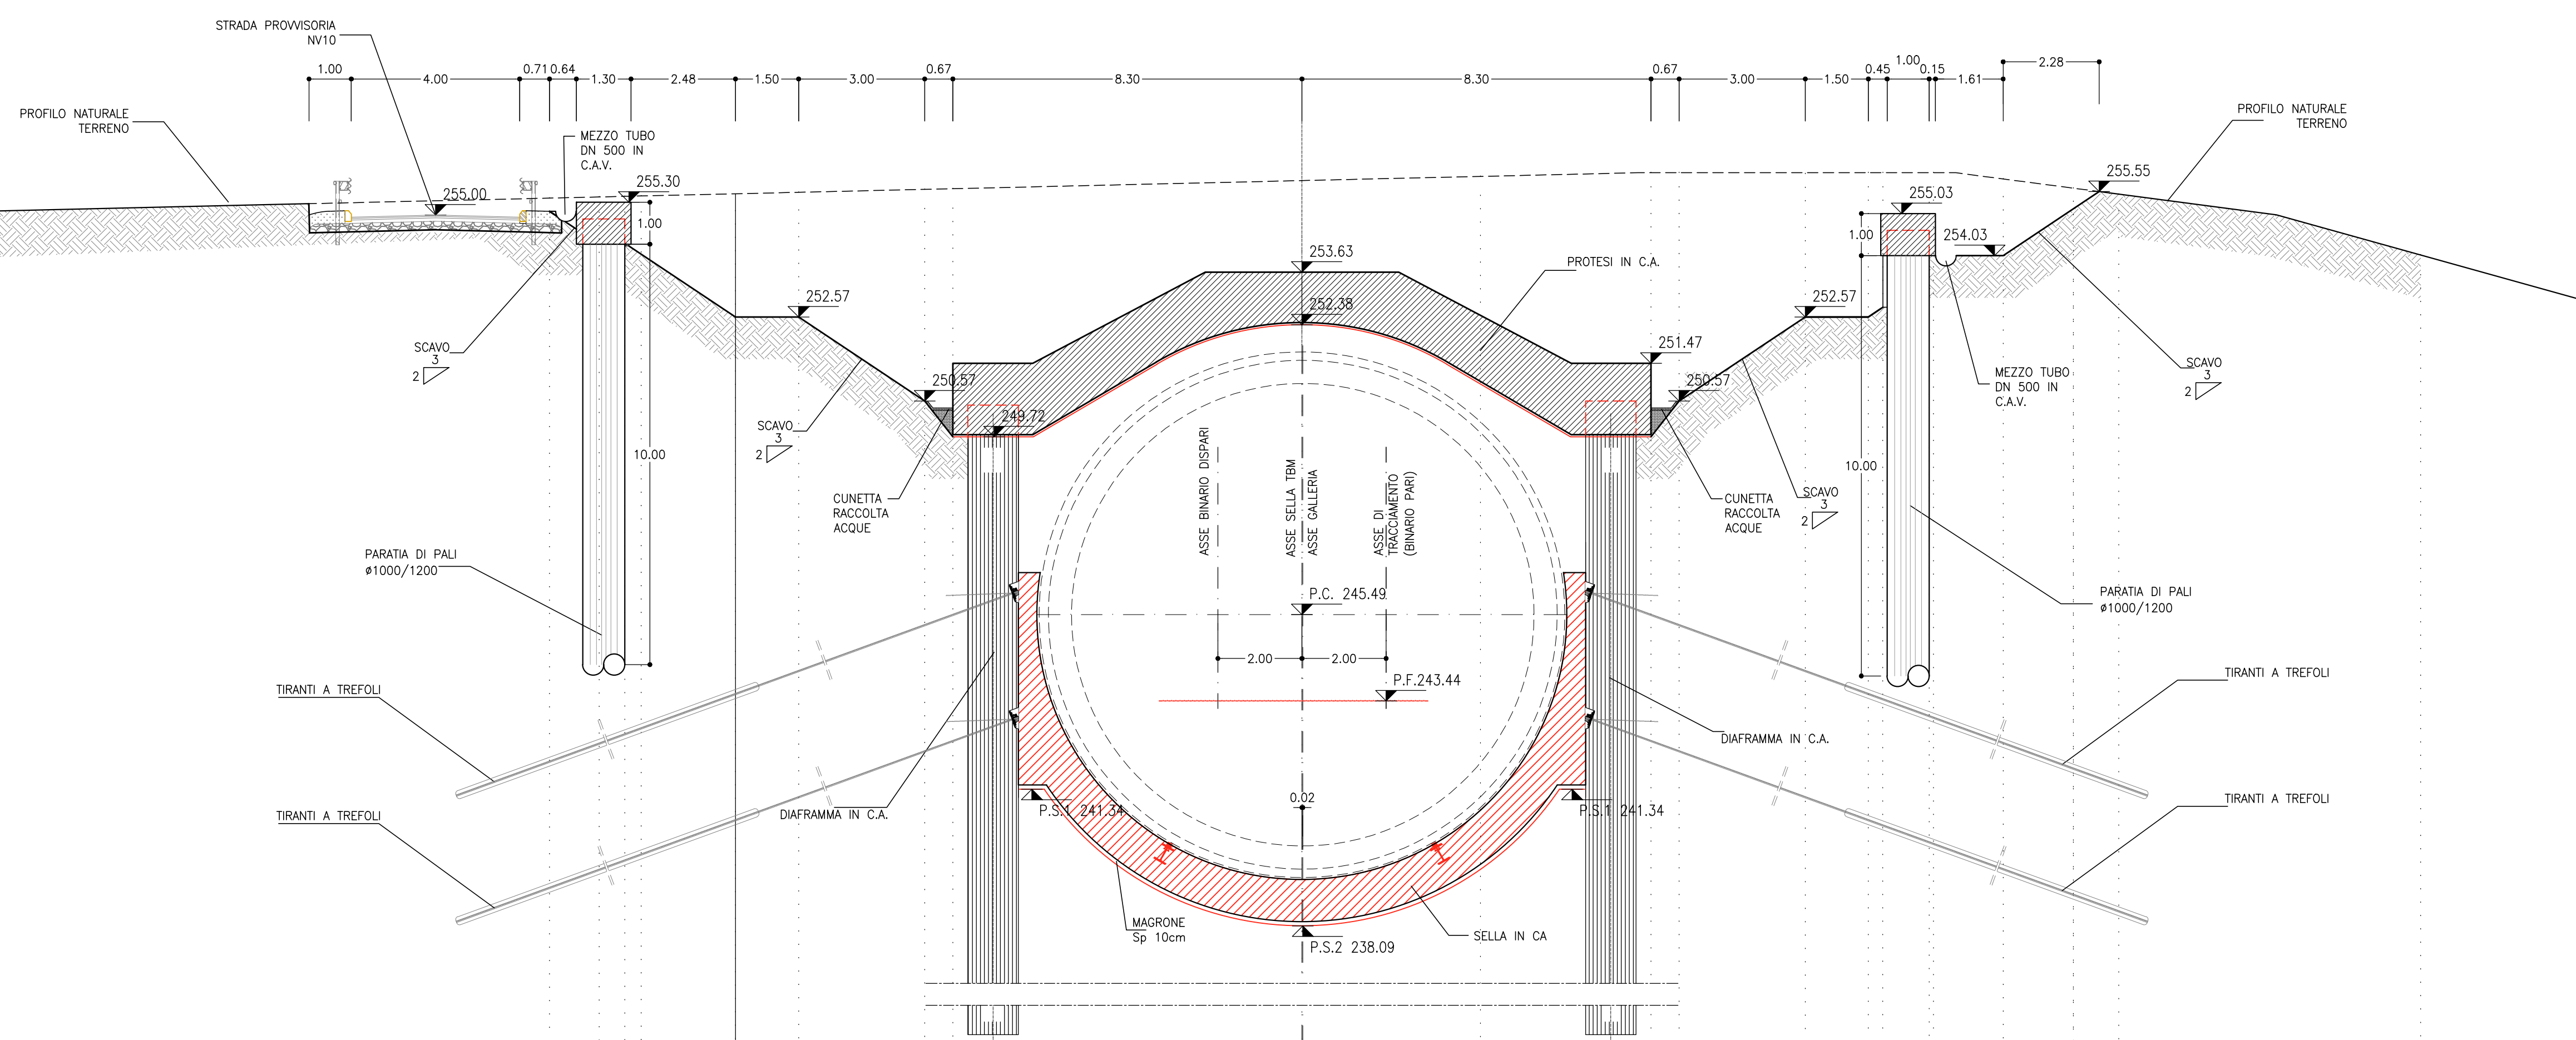 STRADA PROVVISORIA
NV10
1.00
4.00
0.71
0.64
1.30
2.48
1.50
3.00
0.67
8.30
8.30
0.67
3.00
1.50
0.45
1.00
0.15
1.61
2.28
PROFILO NATURALE
TERRENO
MEZZO TUBO
DN 500 IN
C.A.V.
PROFILO NATURALE
TERRENO
255.00
255.30
1.00
255.03
1.00
254.03
255.55
253.63
PROTESI IN C.A.
252.57
252.38
252.57
251.47
SCAVO
3
2
250.57
250.57
249.72
SCAVO
3
2
MEZZO TUBO
DN 500 IN
C.A.V.
SCAVO
3
2
10.00
10.00
CUNETTA
RACCOLTA
ACQUE
ASSE BINARIO DISPARI
ASSE SELLA TBM
ASSE GALLERIA
ASSE DI
TRACCIAMENTO
(BINARIO PARI)
CUNETTA
RACCOLTA
ACQUE
SCAVO
3
2
PARATIA DI PALI
ø1000/1200
P.C. 245.49
PARATIA DI PALI
ø1000/1200
2.00
2.00
P.F.243.44
TIRANTI A TREFOLI
TIRANTI A TREFOLI
DIAFRAMMA IN C.A.
0.02
P.S.1 241.34
P.S.1 241.34
DIAFRAMMA IN C.A.
TIRANTI A TREFOLI
TIRANTI A TREFOLI
MAGRONE
Sp 10cm
P.S.2 238.09
SELLA IN CA